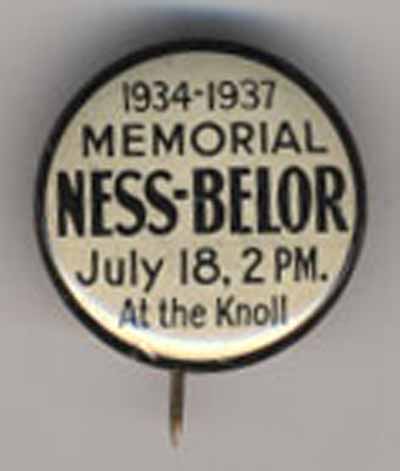 1934-1937
MEMORIAL
NESS-BELOR
July 18, 2 PM.
At the Knoll